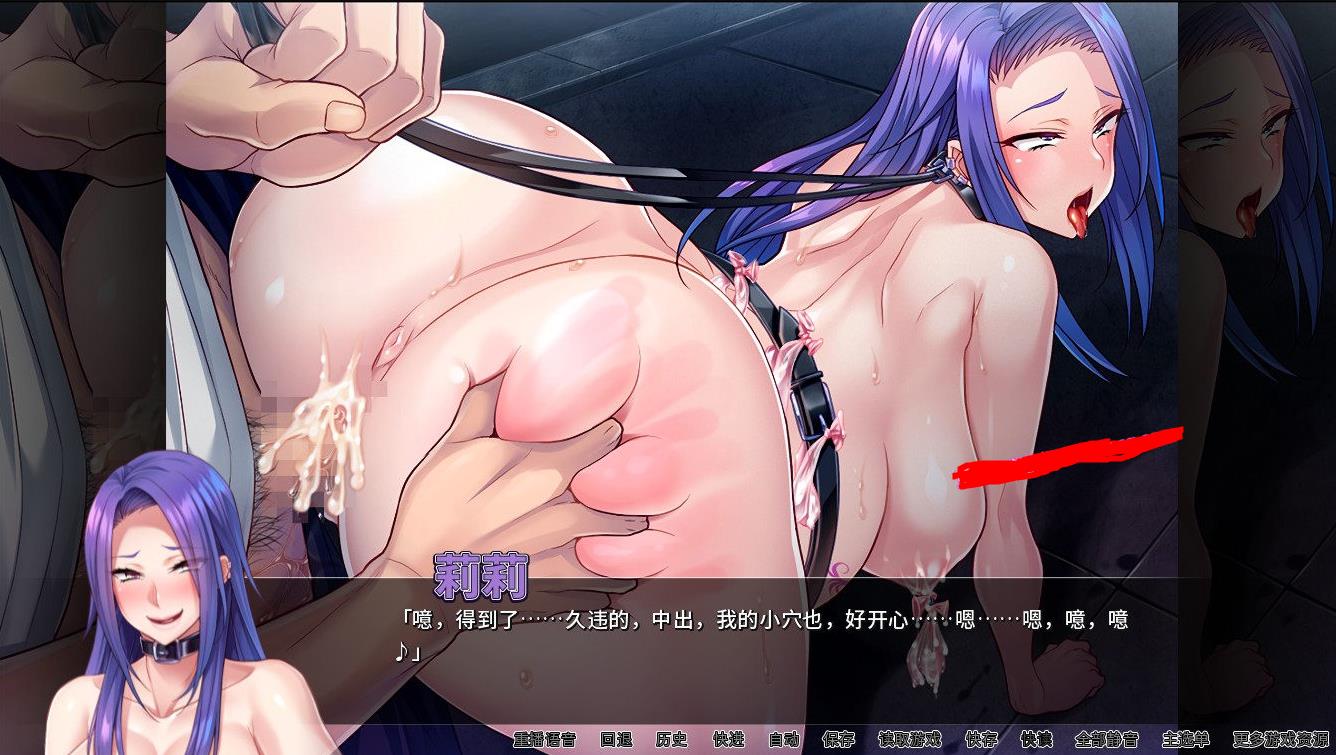 莉莉
「噫，得到了……久违的，中出，我的小穴也，好开心……嗯……嗯，噫，噫
♪」
重播语音 回退 历史 快进 自动 保存 读取游戏 快存 快读 全部静音 主选单 更多游戏资源